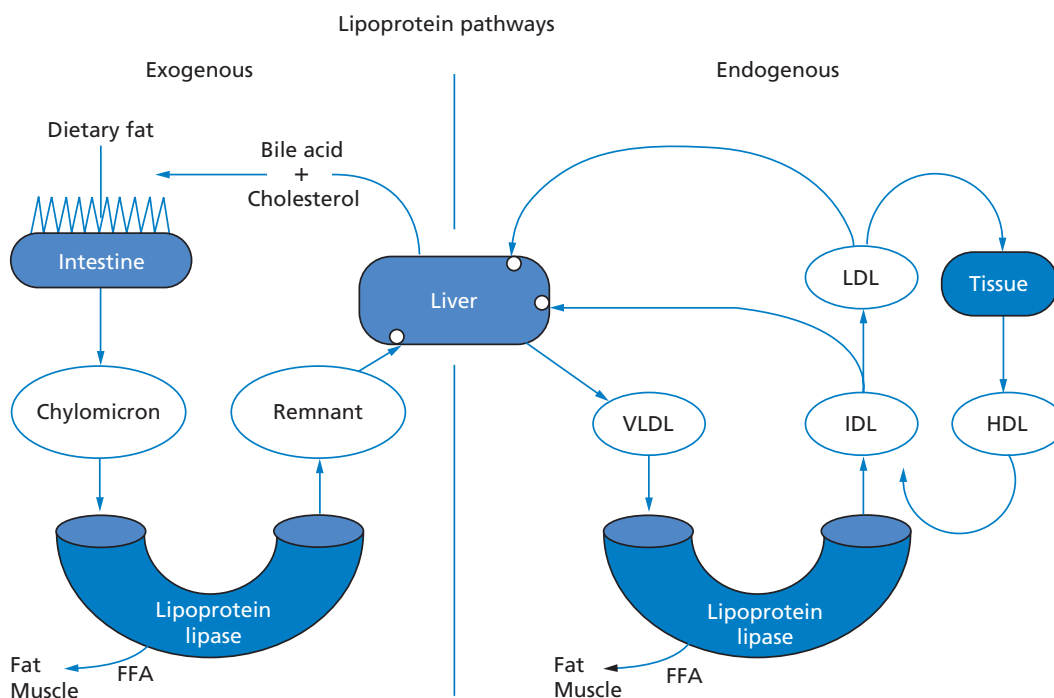 Lipoprotein pathways
Exogenous
Endogenous
Dietary fat
Bile acid
+
Cholesterol
Intestine
Liver
LDL
Tissue
Chylomicron
Remnant
VLDL
IDL
HDL
Lipoprotein
lipase
Lipoprotein
lipase
Fat
Muscle
FFA
Fat
Muscle
FFA